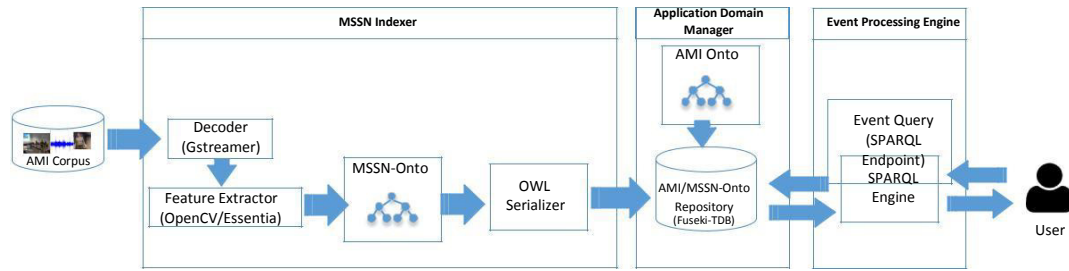 MSSN Indexer
Application Domain
Manager
Event Processing Engine
AMI Corpus
Decoder
(Gstreamer)
Feature Extractor
(OpenCV/Essentia)
MSSN-Onto
OWL
Serializer
AMI Onto
AMI/MSSN-Onto
Repository
(Fuseki-TDB)
Event Query
(SPARQL
Endpoint)
SPARQL
Engine
User